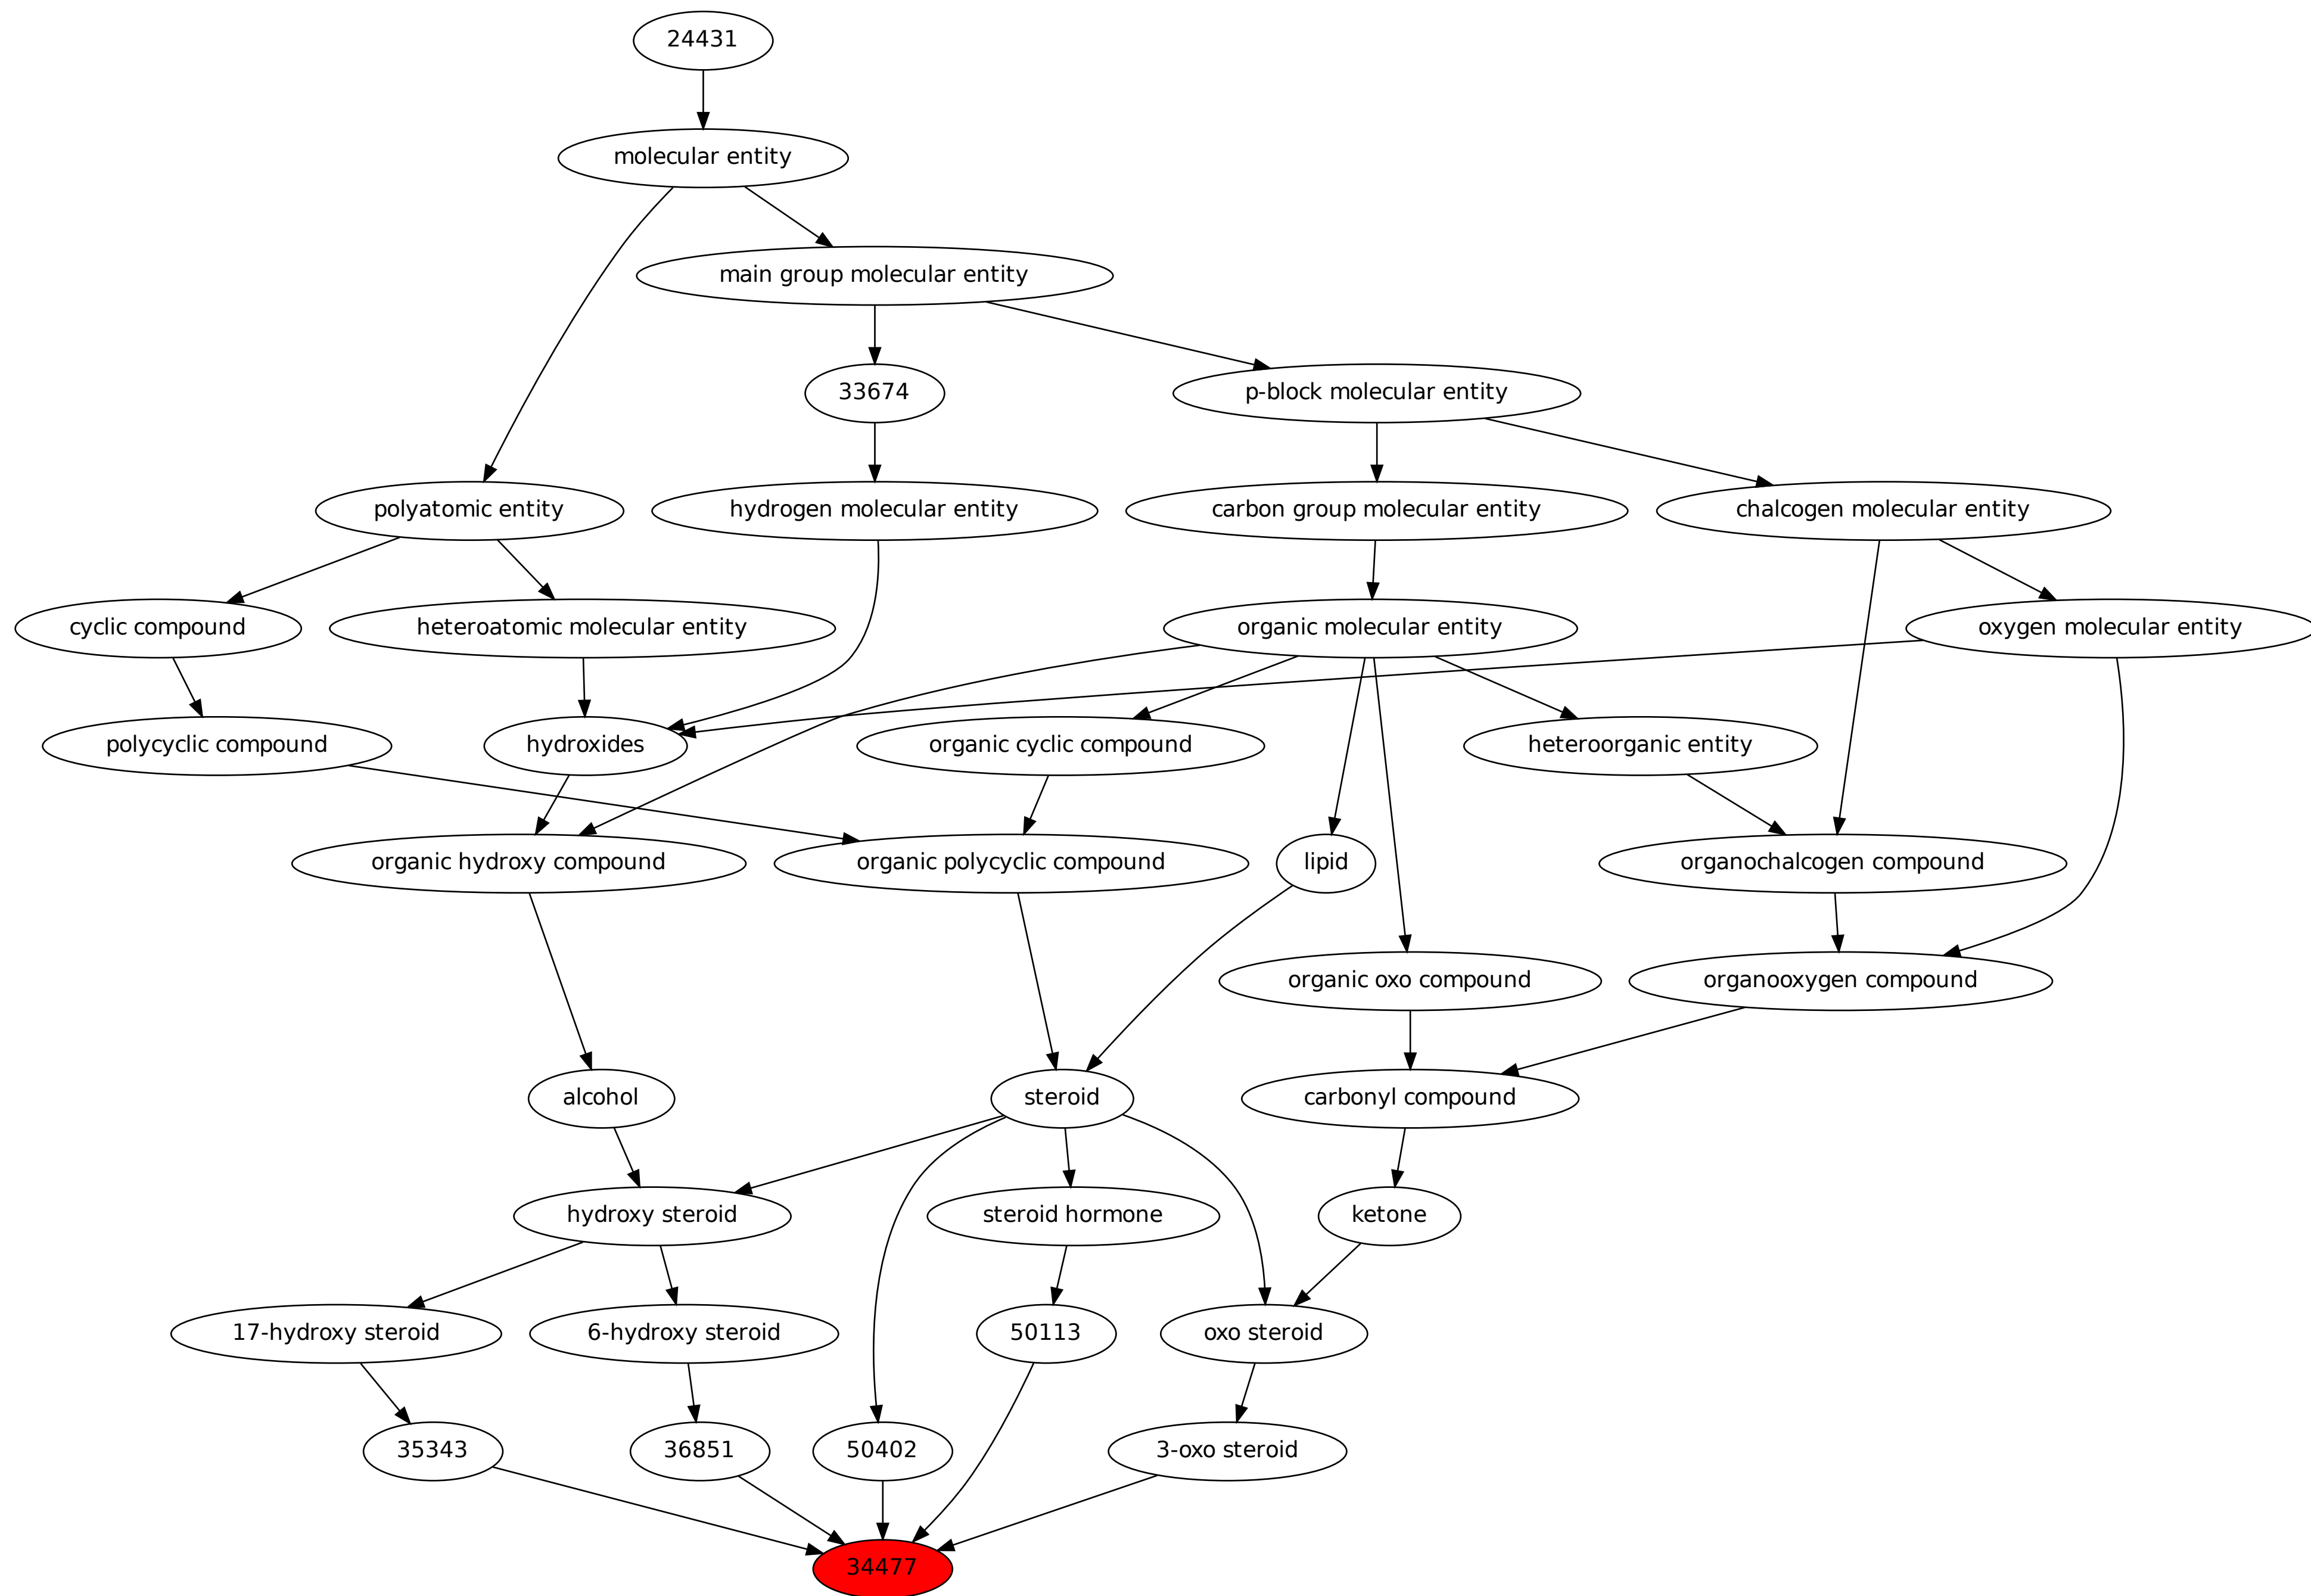 24431
molecular entity
main group molecular entity
33674
p-block molecular entity
polyatomic entity
hydrogen molecular entity
carbon group molecular entity
chalcogen molecular entity
cyclic compound
heteroatomic molecular entity
organic molecular entity
oxygen molecular entity
polycyclic compound
hydroxides
organic cyclic compound
heteroorganic entity
organic hydroxy compound
organic polycyclic compound
lipid
organochalcogen compound
organic oxo compound
organooxygen compound
alcohol
steroid
carbonyl compound
hydroxy steroid
steroid hormone
ketone
17-hydroxy steroid
6-hydroxy steroid
50113
oxo steroid
35343
36851
50402
3-oxo steroid
34477